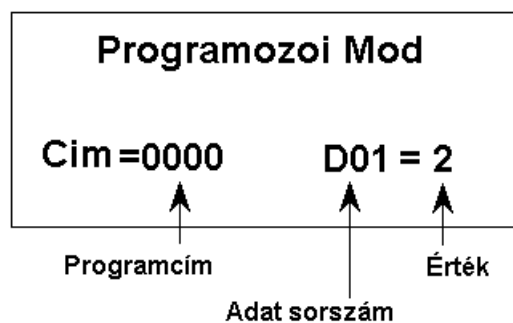 Programozoi Mod
Cim =0000 D01 = 2
Programcím Érték
Adat sorszám